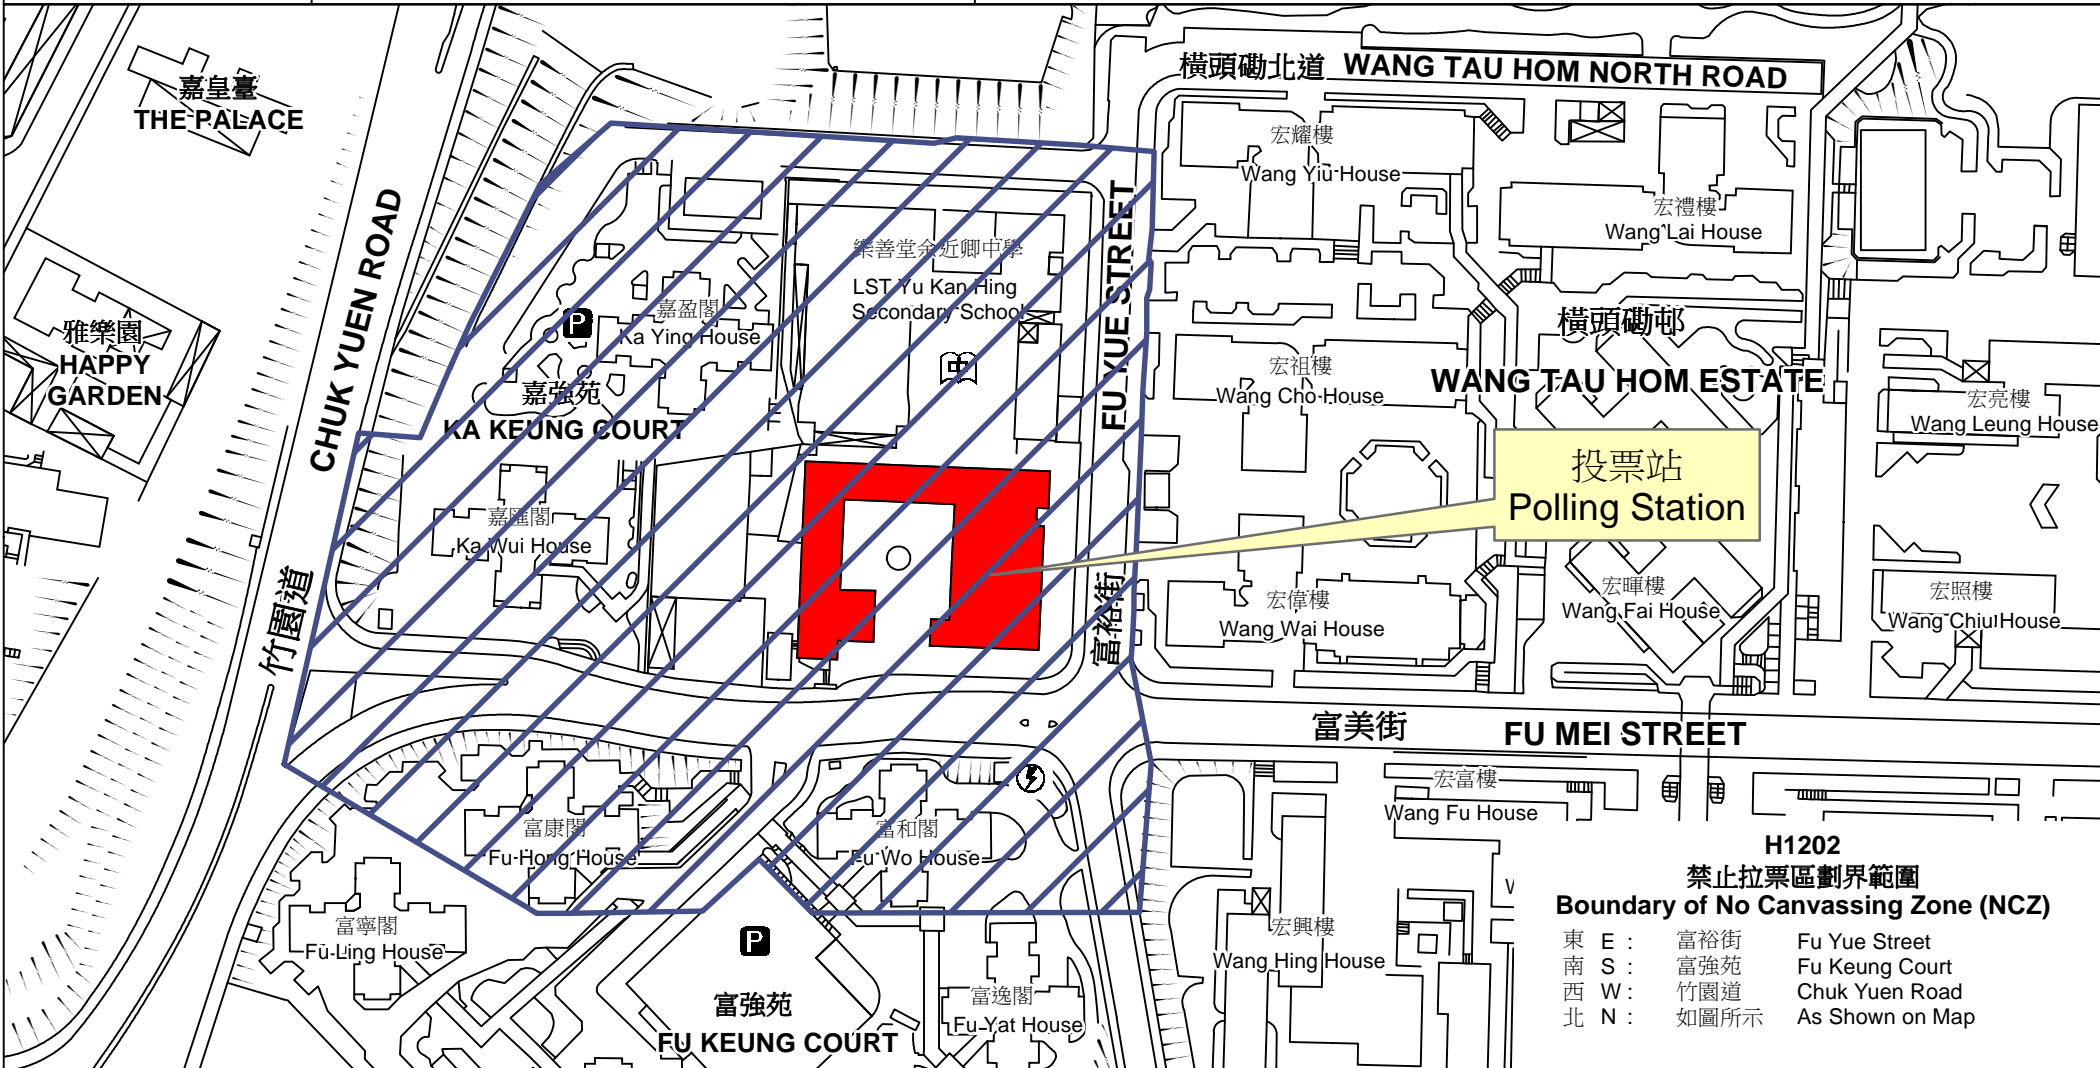 嘉皇臺
THE PALACE
橫頭磡北道 WANG TAU HOM NORTH ROAD
宏耀樓
Wang Yiu House
宏禮樓
Wang Lai House
CHUK YUEN ROAD
竹園道
雅樂園
HAPPY
GARDEN
樂善堂余近卿中學
LST Yu Kan Hing
Secondary School
嘉盈閣
Ka Ying House
P
嘉強苑
KA KEUNG COURT
FU YUE STREET
富裕街
中
宏祖樓
Wang Cho House
橫頭磡邨
WANG TAU HOM ESTATE
宏亮樓
Wang Leung House
投票站
Polling Station
嘉匯閣
Ka Wui House
宏偉樓
Wang Wai House
宏暉樓
Wang Fai House
宏照樓
Wang Chiu House
富美街 FU MEI STREET
宏富樓
Wang Fu House
富康閣
Fu Hong House
富和閣
Fu Wo House
富寧閣
Fu Ling House
P
宏興樓
Wang Hing House
富逸閣
Fu Yat House
富強苑
FU KEUNG COURT
H1202
禁止拉票區劃界範圍
Boundary of No Canvassing Zone (NCZ)
東 E : 富裕街 Fu Yue Street
南 S : 富強苑 Fu Keung Court
西 W : 竹園道 Chuk Yuen Road
北 N : 如圖所示 As Shown on Map